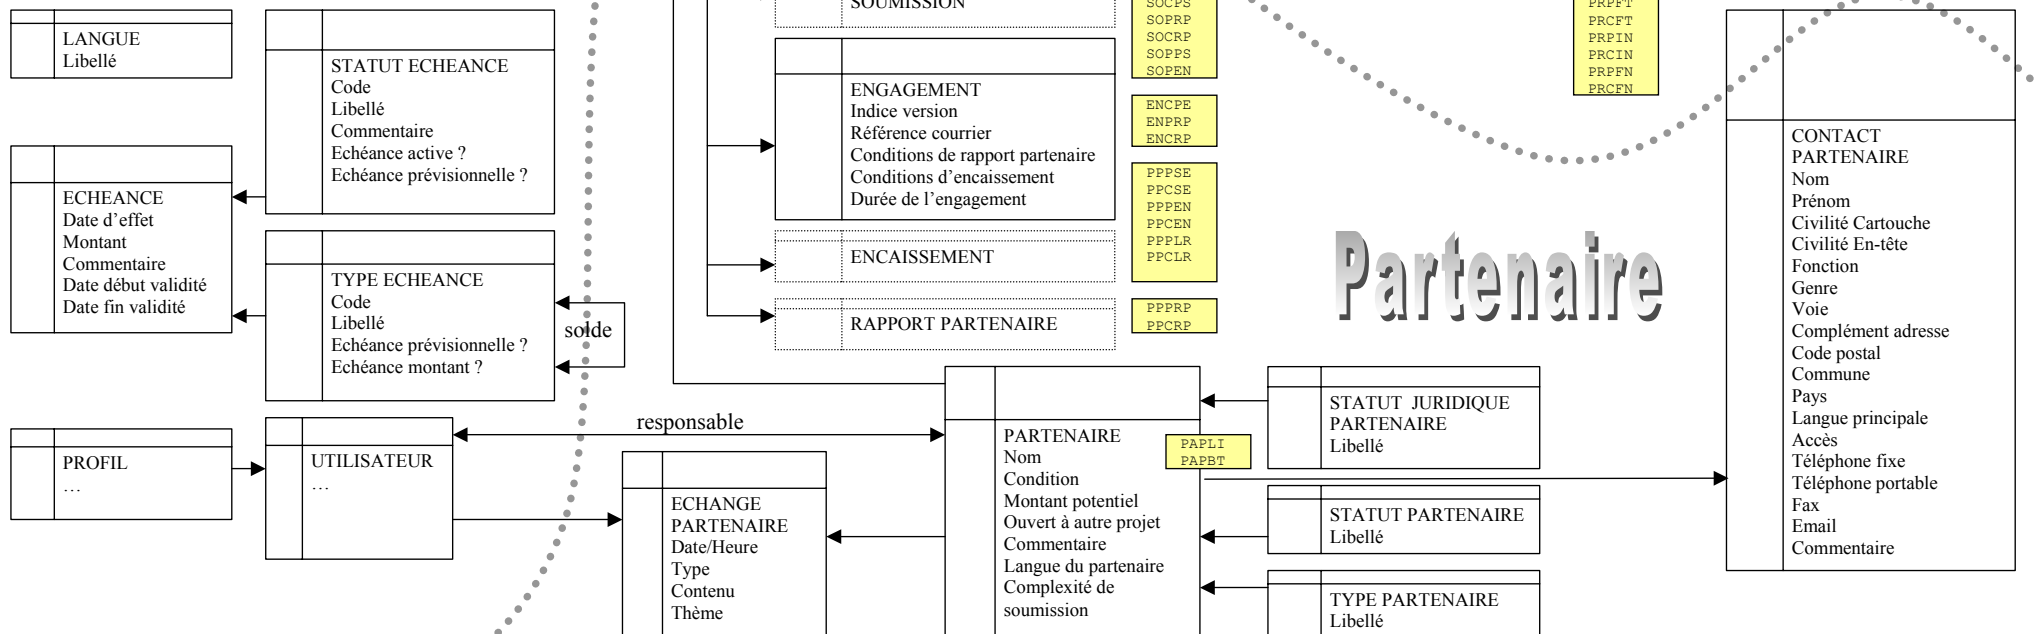 LANGUE
Libellé
STATUT ECHEANCE
Code
Libellé
Commentaire
Echéance active ?
Echéance prévisionnelle ?
ECHEANCE
Date d’effet
Montant
Commentaire
Date début validité
Date fin validité
TYPE ECHEANCE
Code
Libellé
Echéance prévisionnelle ?
Echéance montant ?
solde
PROFIL
…
UTILISATEUR
…
responsable
SOUMISSION
ENGAGEMENT
Indice version
Référence courrier
Conditions de rapport partenaire
Conditions d’encaissement
Durée de l’engagement
ENCAISSEMENT
RAPPORT PARTENAIRE
SOCPS
SOPRP
SOCRP
SOPPS
SOPEN
ENCPE
ENPRP
ENCRP
PPPSE
PPCSE
PPPEN
PPCEN
PPPLR
PPCLR
PPPRP
PPCRP
PRPFT
PRCFT
PRPIN
PRCIN
PRPFN
PRCFN
Partenaire
ECHANGE
PARTENAIRE
Date/Heure
Type
Contenu
Thème
PARTENAIRE
Nom
Condition
Montant potentiel
Ouvert à autre projet
Commentaire
Langue du partenaire
Complexité de
soumission
PAPLI
PAPBT
STATUT  JURIDIQUE
PARTENAIRE
Libellé
STATUT PARTENAIRE
Libellé
TYPE PARTENAIRE
Libellé
CONTACT
PARTENAIRE
Nom
Prénom
Civilité Cartouche
Civilité En-tête
Fonction
Genre
Voie
Complément adresse
Code postal
Commune
Pays
Langue principale
Accès
Téléphone fixe
Téléphone portable
Fax
Email
Commentaire